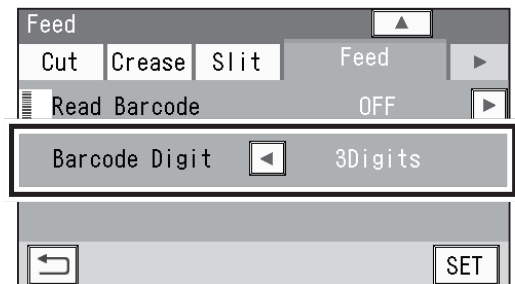 Feed
Cut Crease Slit Feed
Read Barcode OFF
Barcode Digit 3Digits
SET